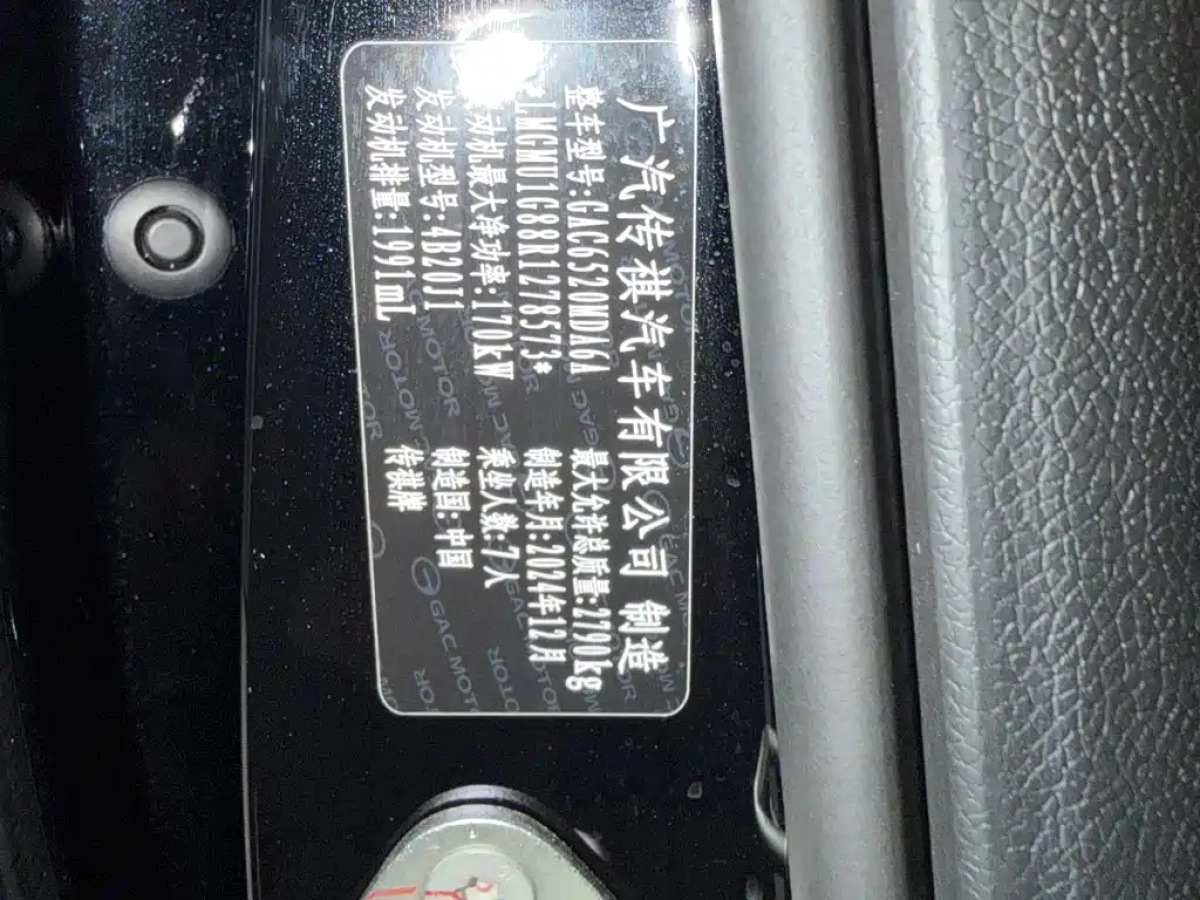 广汽传祺汽车有限公司 制造
整车型号:GAC6520MDA6A 最大允许总质量:2790kg
*LMGMU1G88R1278573* 制造年月:2024年12月
发动机最大净功率:170kW 乘坐人数:7人
发动机型号:4B20J1 制造国:中国
发动机排量:1991mL 传祺牌
GAC MOTOR